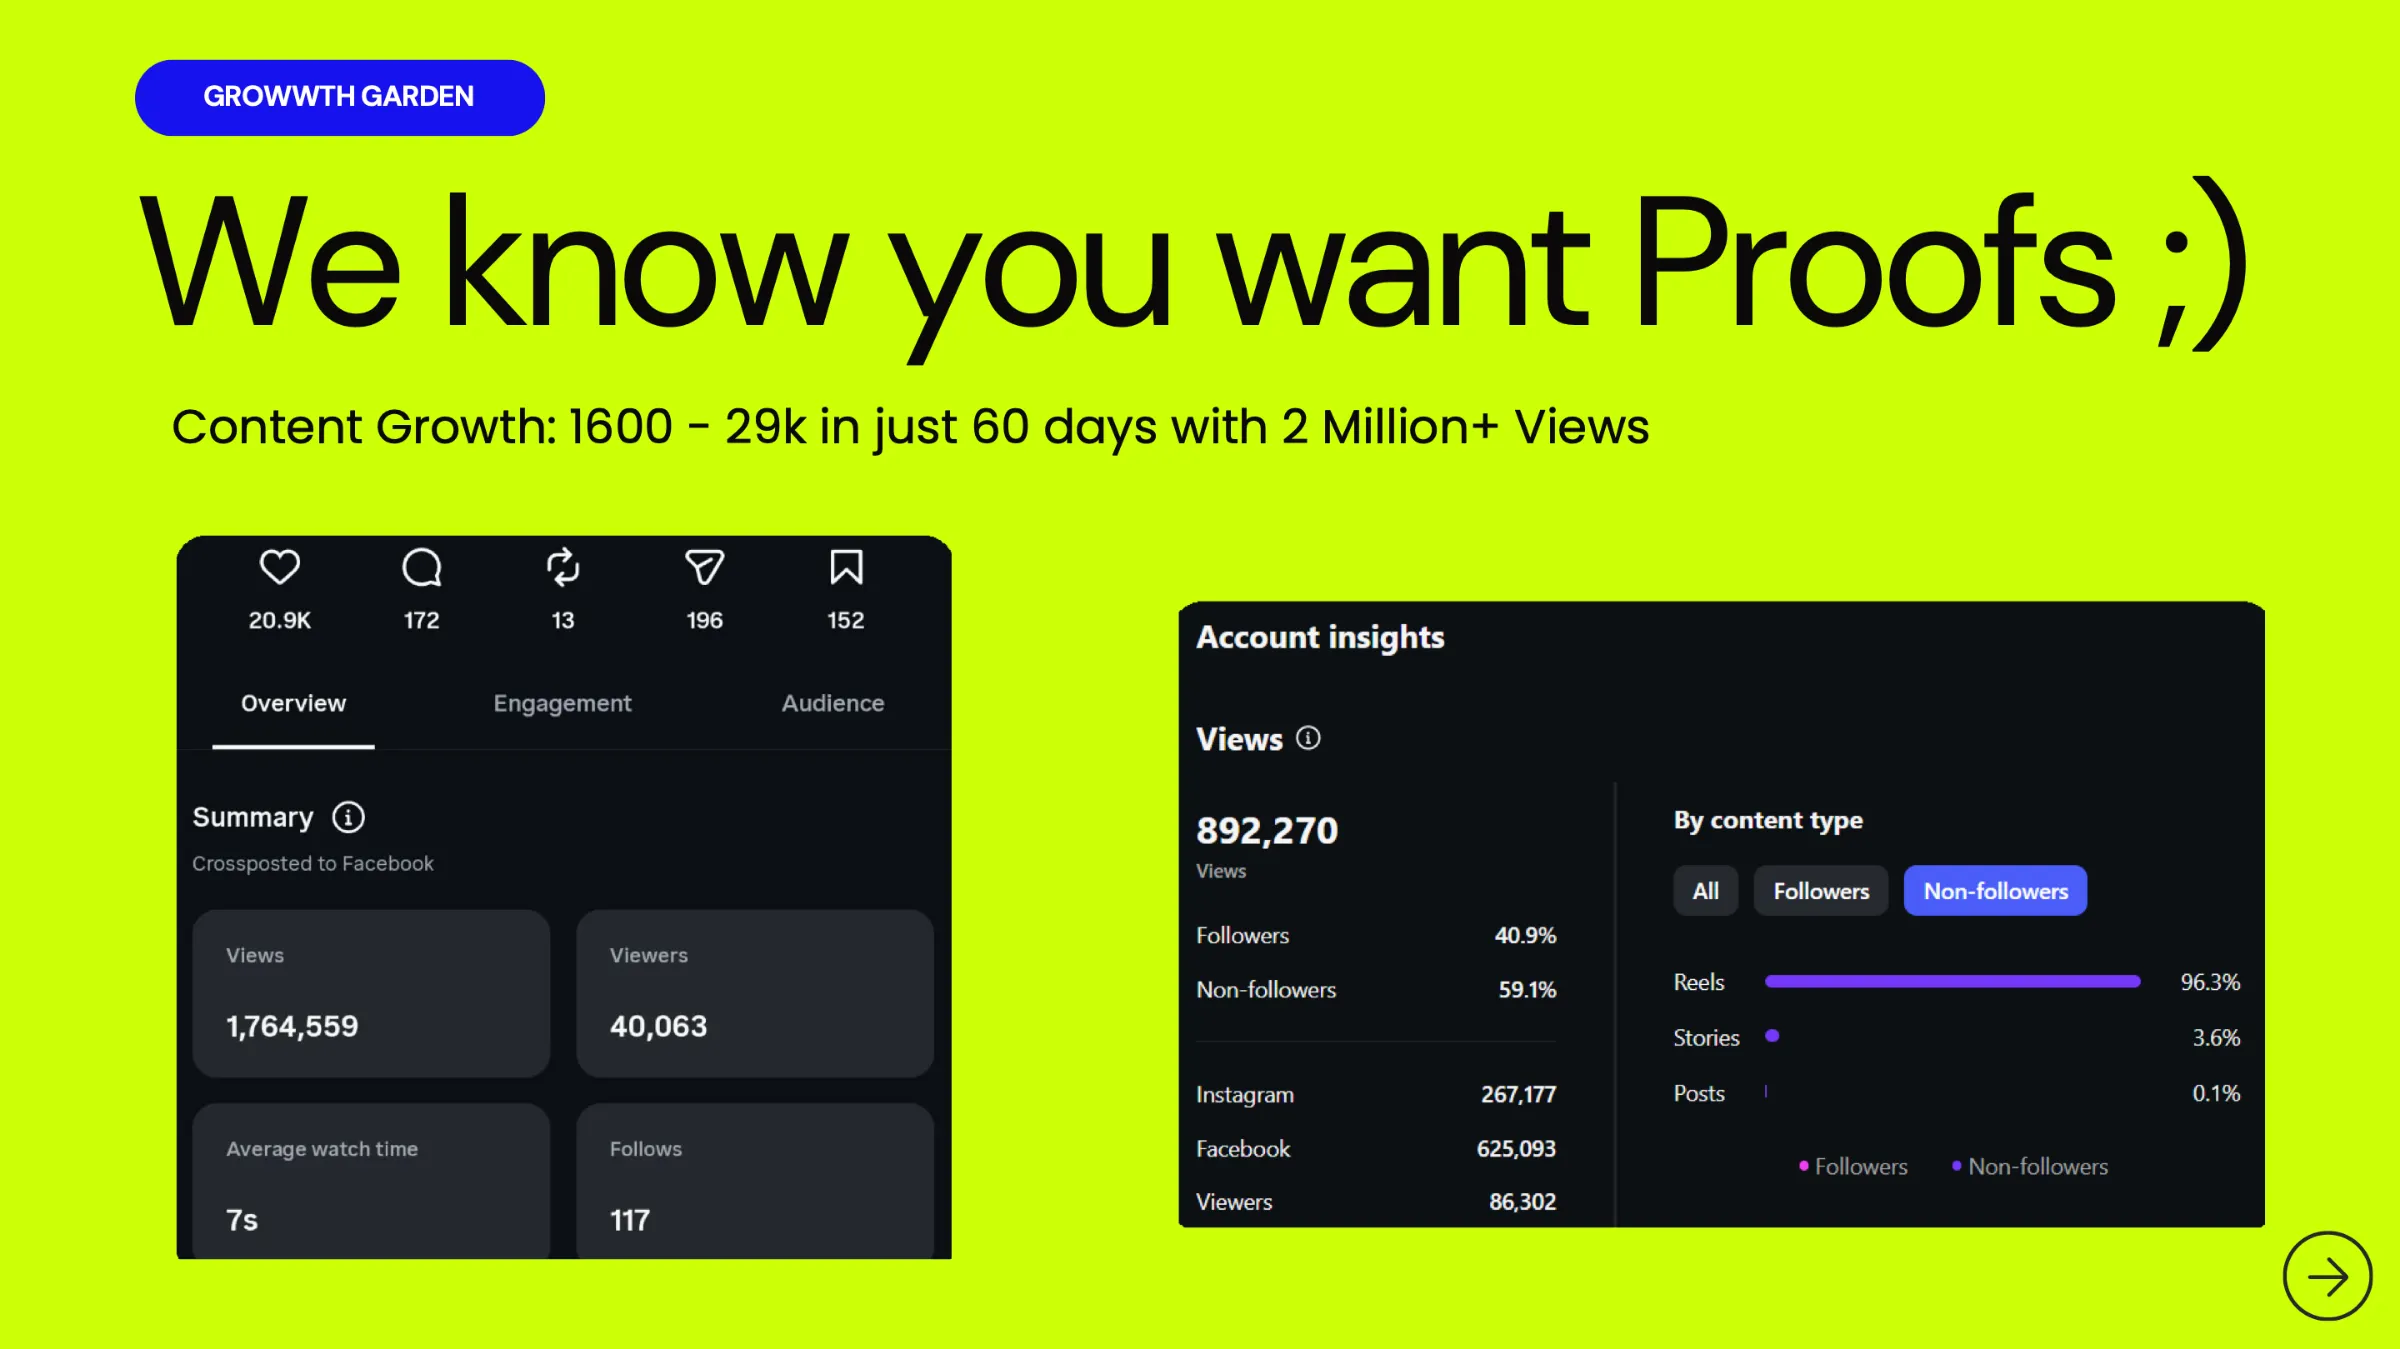 GROWWTH GARDEN
We know you want Proofs ;)
Content Growth: 1600 - 29k in just 60 days with 2 Million+ Views
20.9K 172 13 196 152
Overview Engagement Audience
Summary
Crossposted to Facebook
Views Viewers
1,764,559 40,063
Average watch time Follows
7s 117
Account insights
Views
892,270
Views
Followers 40.9%
Non-followers 59.1%
Instagram 267,177
Facebook 625,093
Viewers 86,302
By content type
All Followers Non-followers
Reels 96.3%
Stories 3.6%
Posts 0.1%
Followers Non-followers